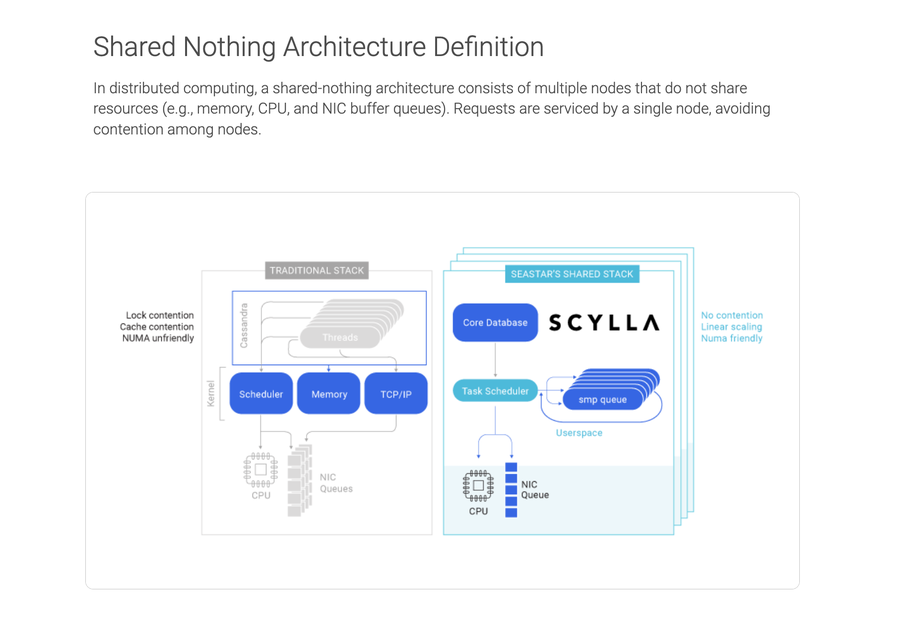 Shared Nothing Architecture Definition
In distributed computing, a shared-nothing architecture consists of multiple nodes that do not share
resources (e.g., memory, CPU, and NIC buffer queues). Requests are serviced by a single node, avoiding
contention among nodes.
TRADITIONAL STACK
Lock contention
Cache contention
NUMA unfriendly
Cassandra
Threads
Kernel
Scheduler
Memory
TCP/IP
CPU
NIC
Queues
SEASTAR'S SHARED STACK
Core Database
SCYLLA
Task Scheduler
smp queue
Userspace
CPU
NIC
Queue
No contention
Linear scaling
Numa friendly